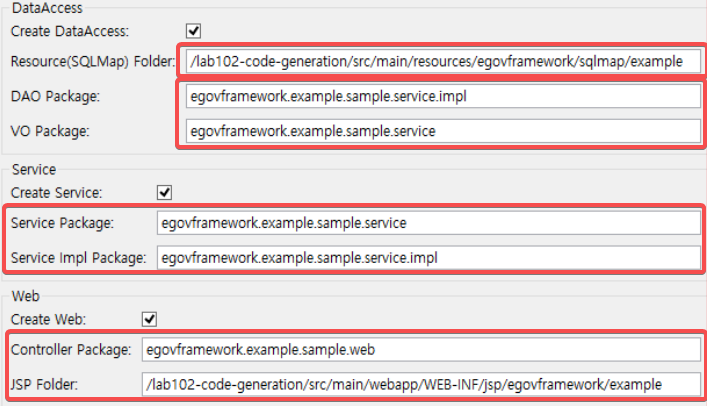 DataAccess
Create DataAccess:
Resource(SQLMap) Folder: /lab102-code-generation/src/main/resources/egovframework/sqlmap/example
DAO Package: egovframework.example.sample.service.impl
VO Package: egovframework.example.sample.service
Service
Create Service:
Service Package: egovframework.example.sample.service
Service Impl Package: egovframework.example.sample.service.impl
Web
Create Web:
Controller Package: egovframework.example.sample.web
JSP Folder: /lab102-code-generation/src/main/webapp/WEB-INF/jsp/egovframework/example